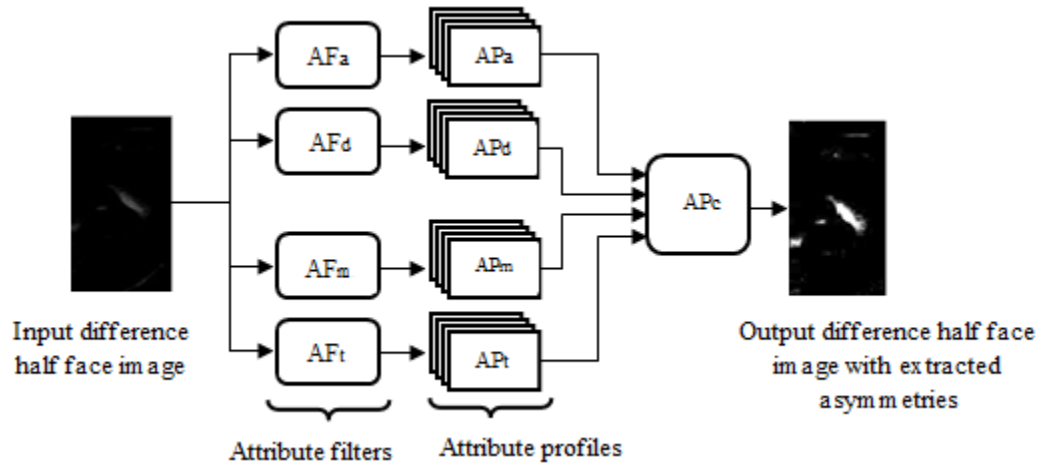 AFa
APa
AFd
APd
APc
AFm
APm
AFt
APt
Input difference
half face image
Output difference half face
image with extracted
asymmetries
Attribute filters
Attribute profiles